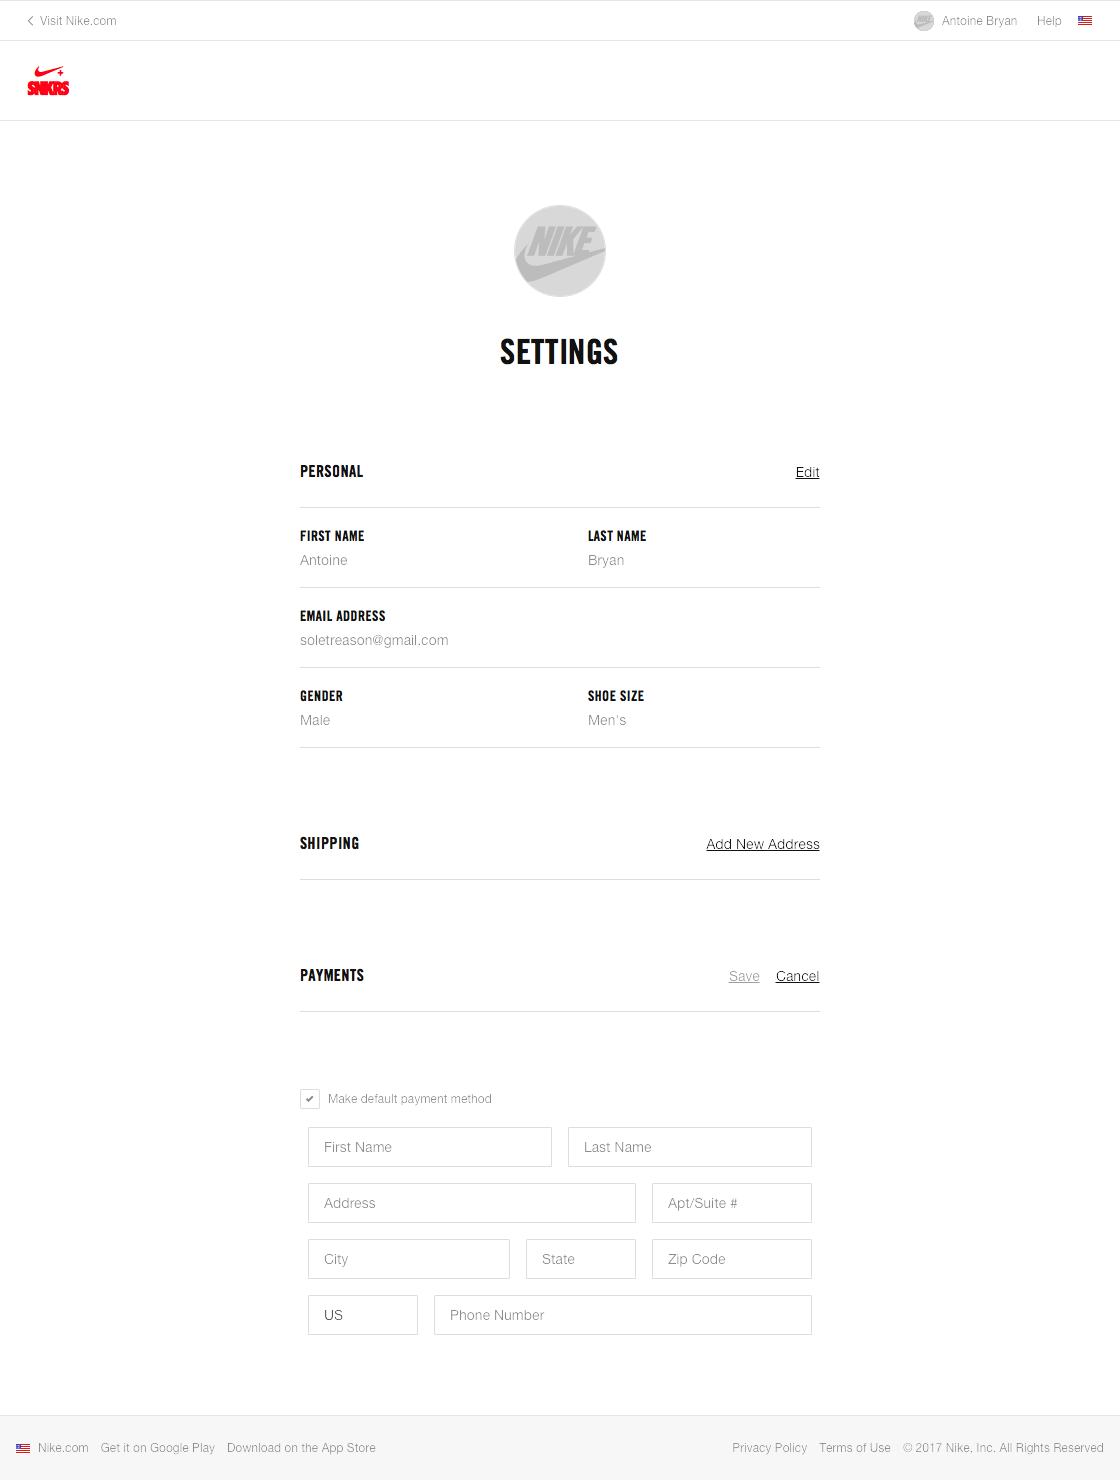 Visit Nike.com
Antoine Bryan Help
SNKRS
NIKE
SETTINGS
PERSONAL Edit
FIRST NAME LAST NAME
Antoine Bryan
EMAIL ADDRESS
soletreason@gmail.com
GENDER SHOE SIZE
Male Men's
SHIPPING Add New Address
PAYMENTS Save Cancel
Make default payment method
First Name Last Name
Address Apt/Suite #
City State Zip Code
US Phone Number
Nike.com Get it on Google Play Download on the App Store
Privacy Policy Terms of Use © 2017 Nike, Inc. All Rights Reserved